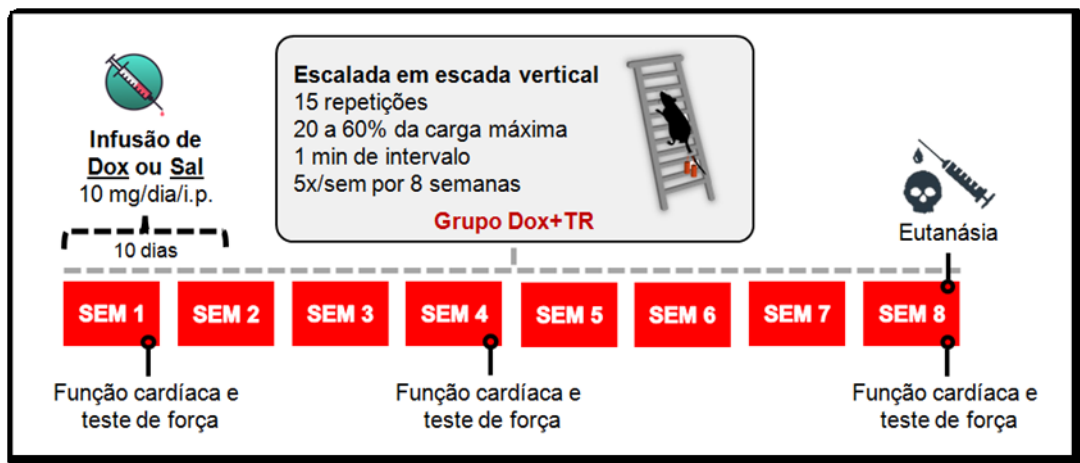 Infusão de
Dox ou Sal
10 mg/dia/i.p.
10 dias
Escalada em escada vertical
15 repetições
20 a 60% da carga máxima
1 min de intervalo
5x/sem por 8 semanas
Grupo Dox+TR
Eutanásia
SEM 1
SEM 2
SEM 3
SEM 4
SEM 5
SEM 6
SEM 7
SEM 8
Função cardíaca e
teste de força
Função cardíaca e
teste de força
Função cardíaca e
teste de força